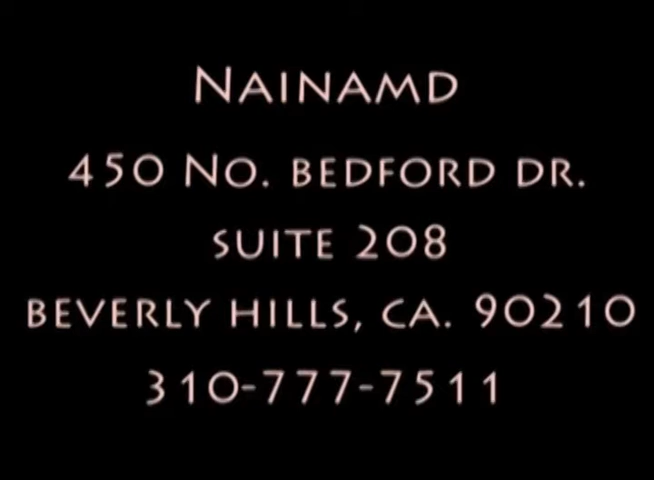 NAINAMD
450 NO. BEDFORD DR.
SUITE 208
BEVERLY HILLS, CA. 90210
310-777-7511